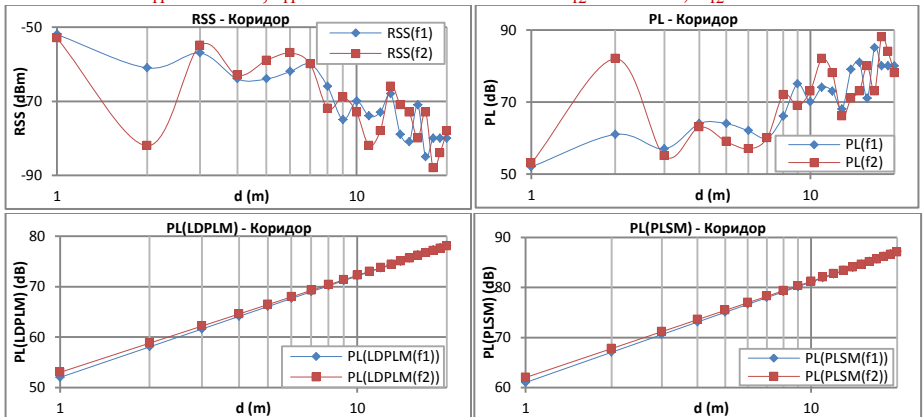 RSS - Коридор
-50
-70
-90
RSS (dBm)
RSS(f1)
RSS(f2)
1
10
d (m)
PL - Коридор
90
70
50
PL (dB)
PL(f1)
PL(f2)
1
10
d (m)
PL(LDPLM) - Коридор
80
70
60
50
PL(LDPLM) (dB)
PL(LDPLM(f1))
PL(LDPLM(f2))
1
10
d (m)
PL(PLSM) - Коридор
90
80
70
60
PL(PLSM) (dB)
PL(PLSM(f1))
PL(PLSM(f2))
1
10
d (m)